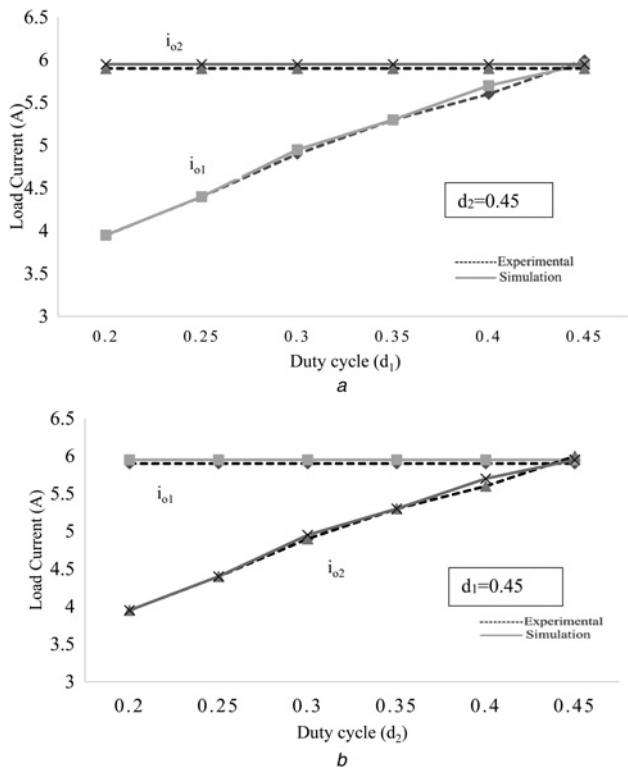 6.5
6
5.5
5
4.5
4
3.5
3
Load Current (A)
io2
io1
d2=0.45
Experimental
Simulation
0.2 0.25 0.3 0.35 0.4 0.45
Duty cycle (d1)
a
6.5
6
5.5
5
4.5
4
3.5
3
Load Current (A)
io1
io2
d1=0.45
Experimental
Simulation
0.2 0.25 0.3 0.35 0.4 0.45
Duty cycle (d2)
b